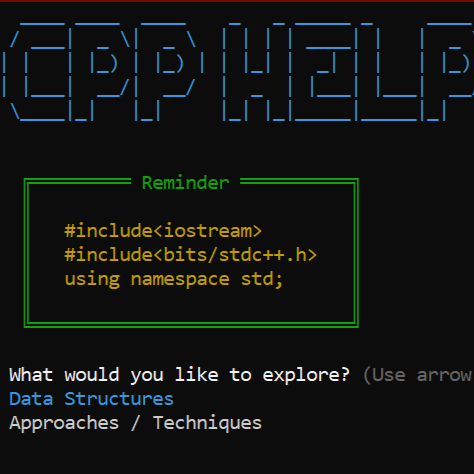 CPP HELP
Reminder
#include<iostream>
#include<bits/stdc++.h>
using namespace std;
What would you like to explore? (Use arrow
Data Structures
Approaches / Techniques